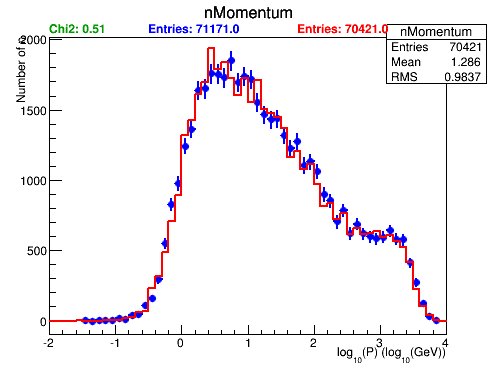 nMomentum
Chi2: 0.51 Entries: 71171.0 Entries: 70421.0
nMomentum
Entries 70421
Mean 1.286
RMS 0.9837
Number of
2000
1500
1000
500
0
-2 -1 0 1 2 3 4
log10(P) (log10(GeV))